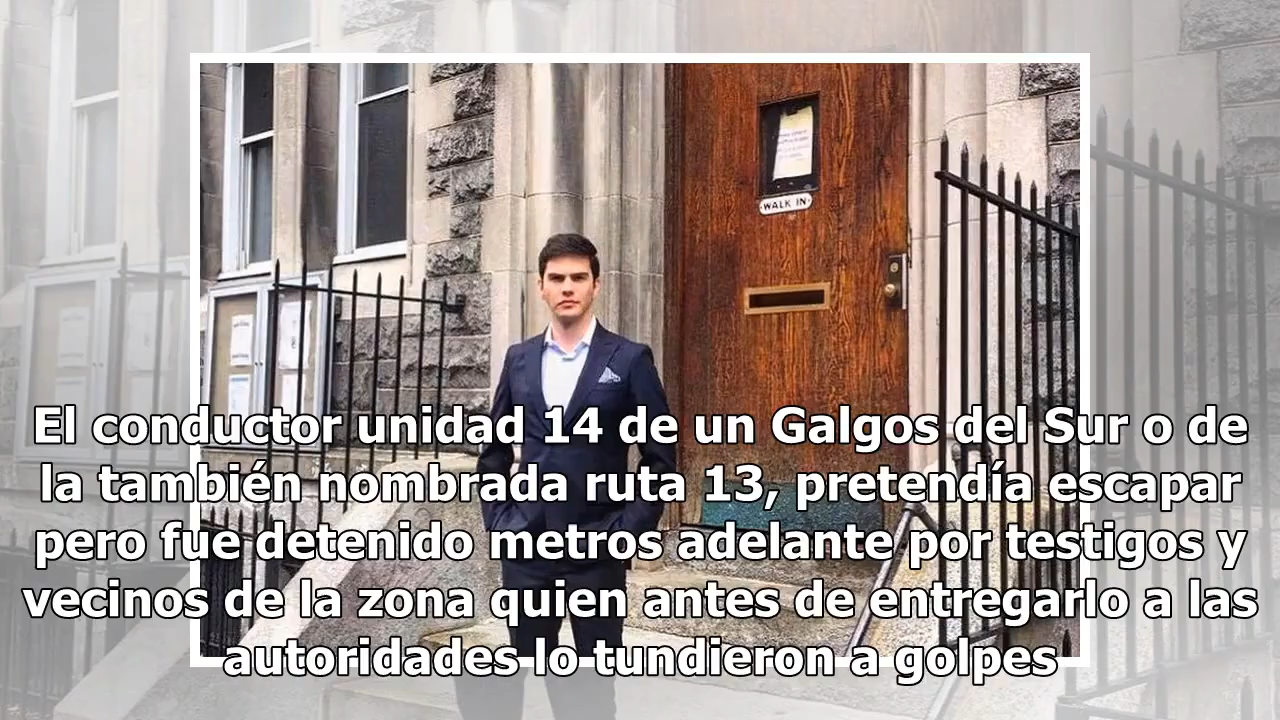 WALK IN
El conductor unidad 14 de un Galgos del Sur o de
la también nombrada ruta 13, pretendía escapar
pero fue detenido metros adelante por testigos y
vecinos de la zona quien antes de entregarlo a las
autoridades lo tundieron a golpes